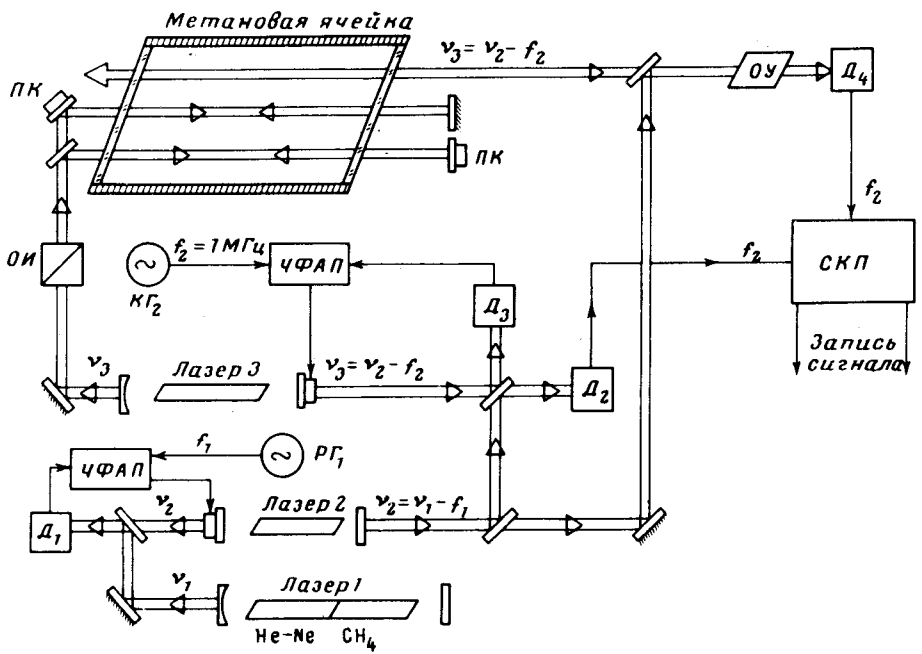 Метановая ячейка
ν₃=ν₂−f₂
ПК
ОУ
Д₄
ПК
f₂
ОИ
f₂=1МГц
ЧФАП
КГ₂
f₂
СКП
Д₃
Запись
сигнала
ν₃
Лазер 3
ν₃=ν₂−f₂
Д₂
f₁
РГ₁
ЧФАП
ν₂
Лазер 2
ν₂=ν₁−f₁
Д₁
ν₁
Лазер 1
He-Ne
CH₄